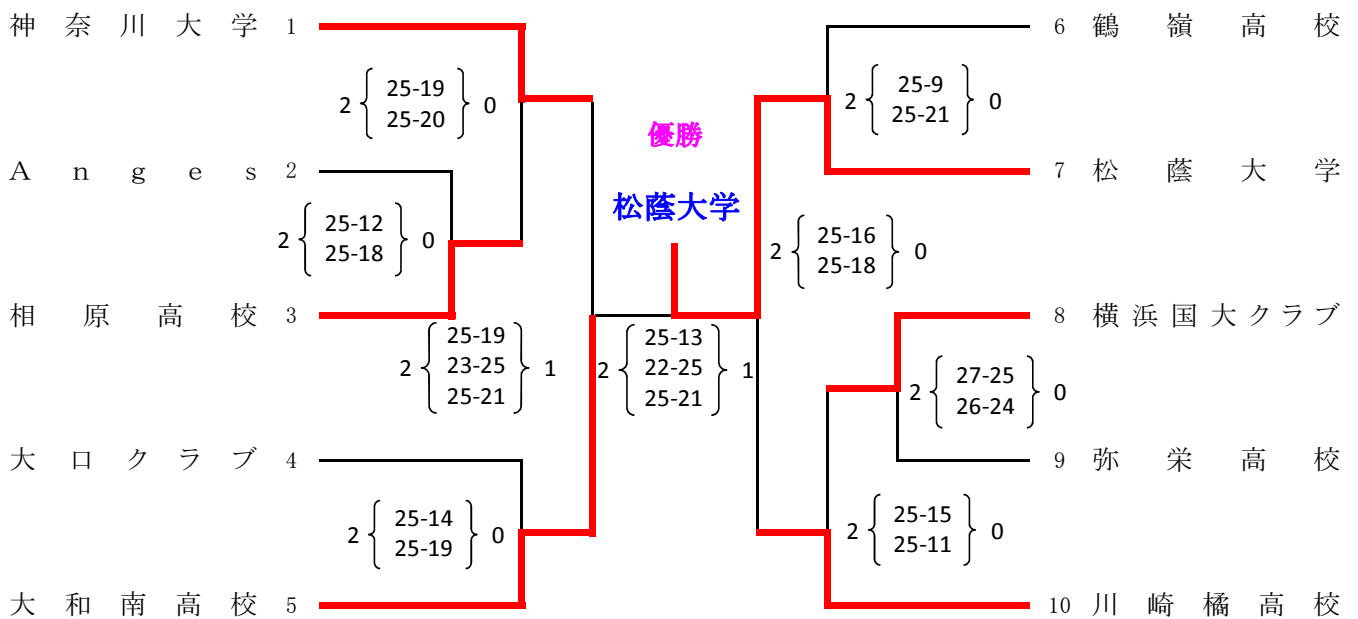 神奈川大学 1
2 { 25-19 25-20 } 0
Anges 2
2 { 25-12 25-18 } 0
相原高校 3
2 { 25-19 23-25 25-21 } 1
大口クラブ 4
2 { 25-14 25-19 } 0
大和南高校 5
優勝
松蔭大学
2 { 25-13 22-25 25-21 } 1
6 鶴嶺高校
2 { 25-9 25-21 } 0
7 松蔭大学
2 { 25-16 25-18 } 0
8 横浜国大クラブ
2 { 27-25 26-24 } 0
9 弥栄高校
2 { 25-15 25-11 } 0
10 川崎橘高校